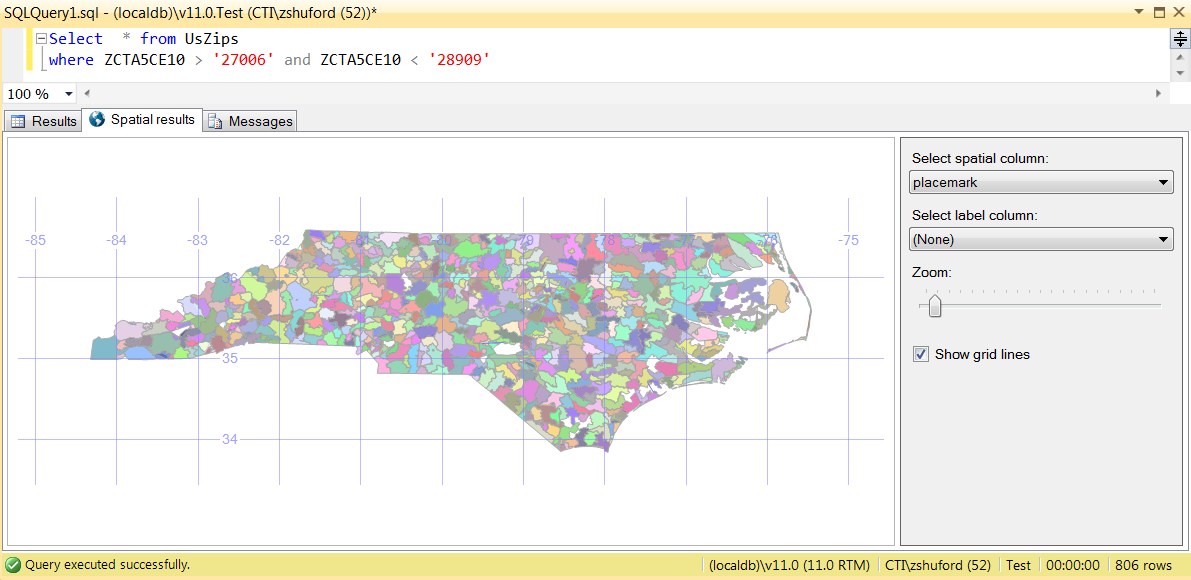 SQLQuery1.sql - (localdb)\v11.0.Test (CTI\zshuford (52))*
Select  * from UsZips
where ZCTA5CE10 > '27006' and ZCTA5CE10 < '28909'
100 %
Results Spatial results Messages
Select spatial column:
placemark
Select label column:
(None)
Zoom:
Show grid lines
-85 -84 -83 -82 -79 -78 -76 -75
35
34
Query executed successfully.
(localdb)\v11.0 (11.0 RTM) CTI\zshuford (52) Test 00:00:00 806 rows